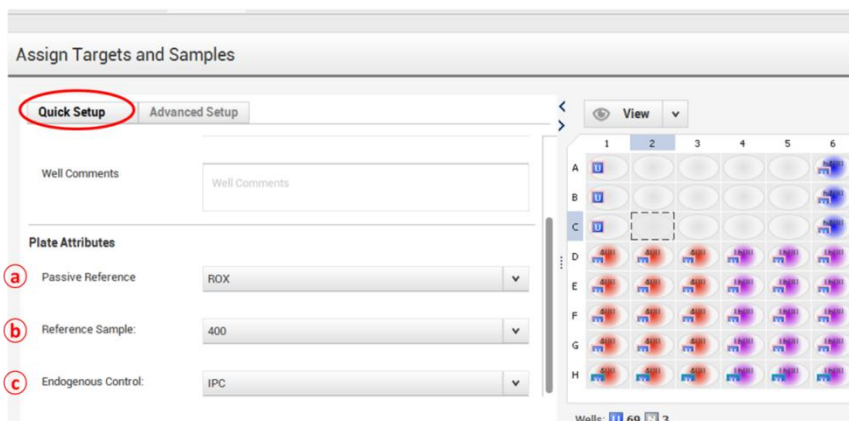 Assign Targets and Samples
Quick Setup
Advanced Setup
View
1 2 3 4 5 6
Well Comments
Well Comments
A U
B U
C U
Plate Attributes
a Passive Reference ROX
b Reference Sample: 400
c Endogenous Control: IPC
D
E
F
G
H
Wells: U 69 N 3